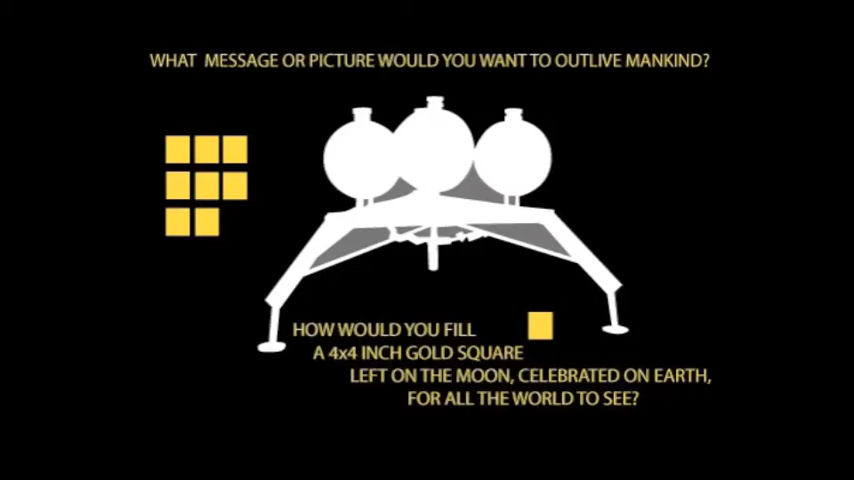 WHAT MESSAGE OR PICTURE WOULD YOU WANT TO OUTLIVE MANKIND?
HOW WOULD YOU FILL
A 4x4 INCH GOLD SQUARE
LEFT ON THE MOON, CELEBRATED ON EARTH,
FOR ALL THE WORLD TO SEE?